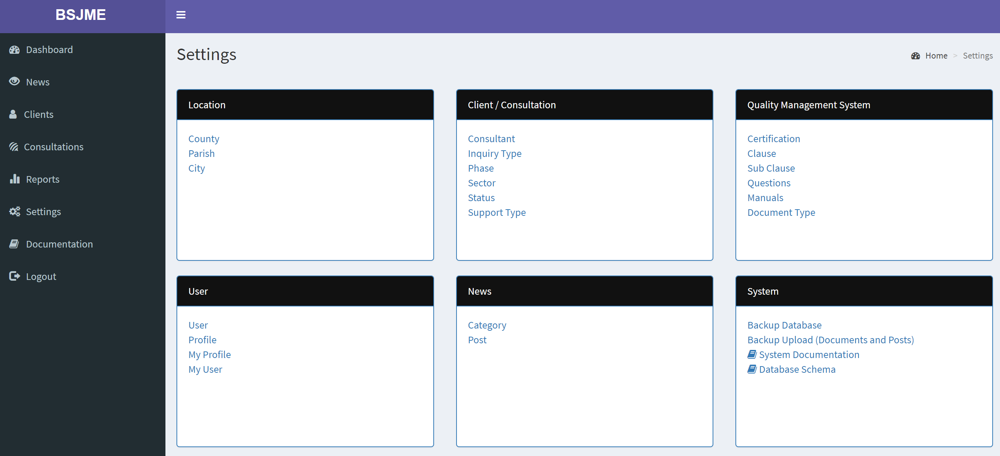 BSJME
Dashboard
News
Clients
Consultations
Reports
Settings
Documentation
Logout
Settings
Home > Settings
Location
County
Parish
City
Client / Consultation
Consultant
Inquiry Type
Phase
Sector
Status
Support Type
Quality Management System
Certification
Clause
Sub Clause
Questions
Manuals
Document Type
User
User
Profile
My Profile
My User
News
Category
Post
System
Backup Database
Backup Upload (Documents and Posts)
System Documentation
Database Schema